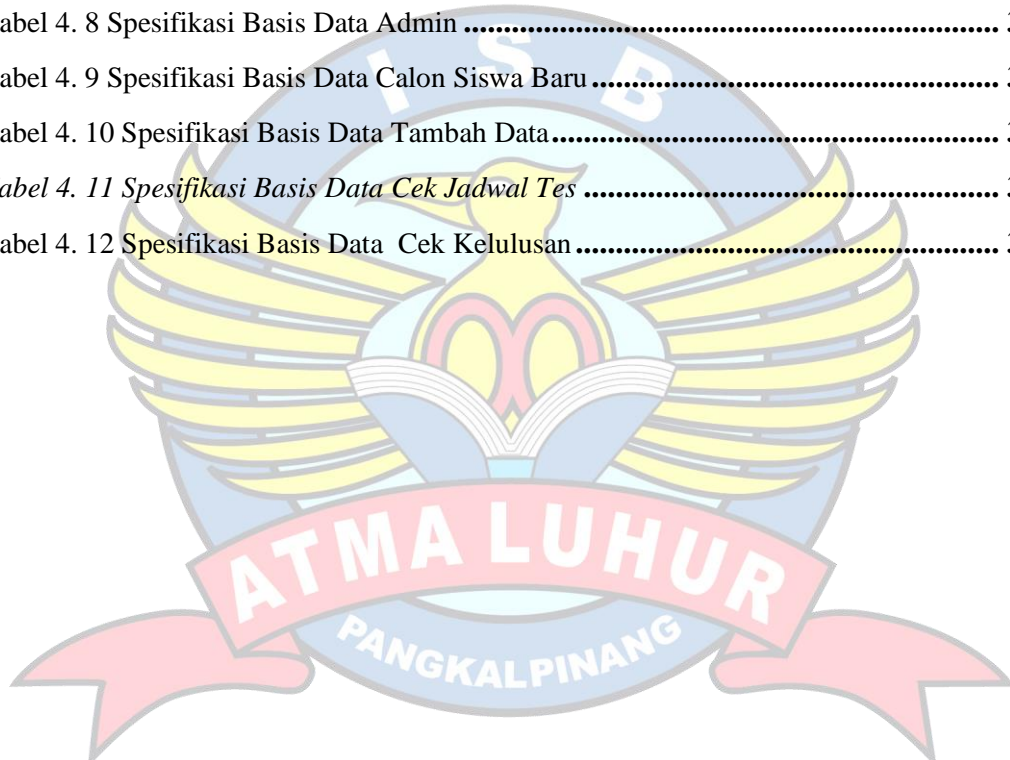 abel 4. 8 Spesifikasi Basis Data Admin ........................................................................
abel 4. 9 Spesifikasi Basis Data Calon Siswa Baru .......................................................
abel 4. 10 Spesifikasi Basis Data Tambah Data.............................................................
abel 4. 11 Spesifikasi Basis Data Cek Jadwal Tes .........................................................
abel 4. 12 Spesifikasi Basis Data  Cek Kelulusan .........................................................
ISB
ATMA LUHUR
PANGKALPINANG